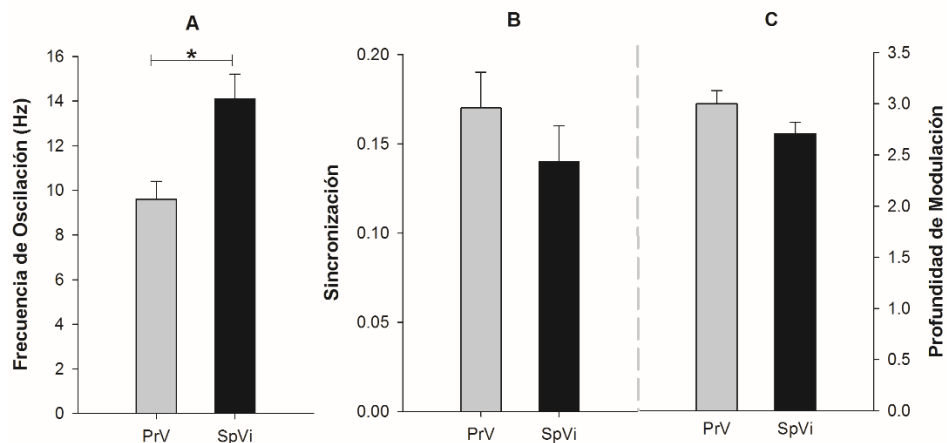 A
B
C
Frecuencia de Oscilación (Hz)
16
14
12
10
8
6
4
2
0
*
PrV SpVi
Sincronización
0.20
0.15
0.10
0.05
0.00
PrV SpVi
PrV SpVi
3.5
3.0
2.5
2.0
1.5
1.0
0.5
0.0
Profundidad de Modulación